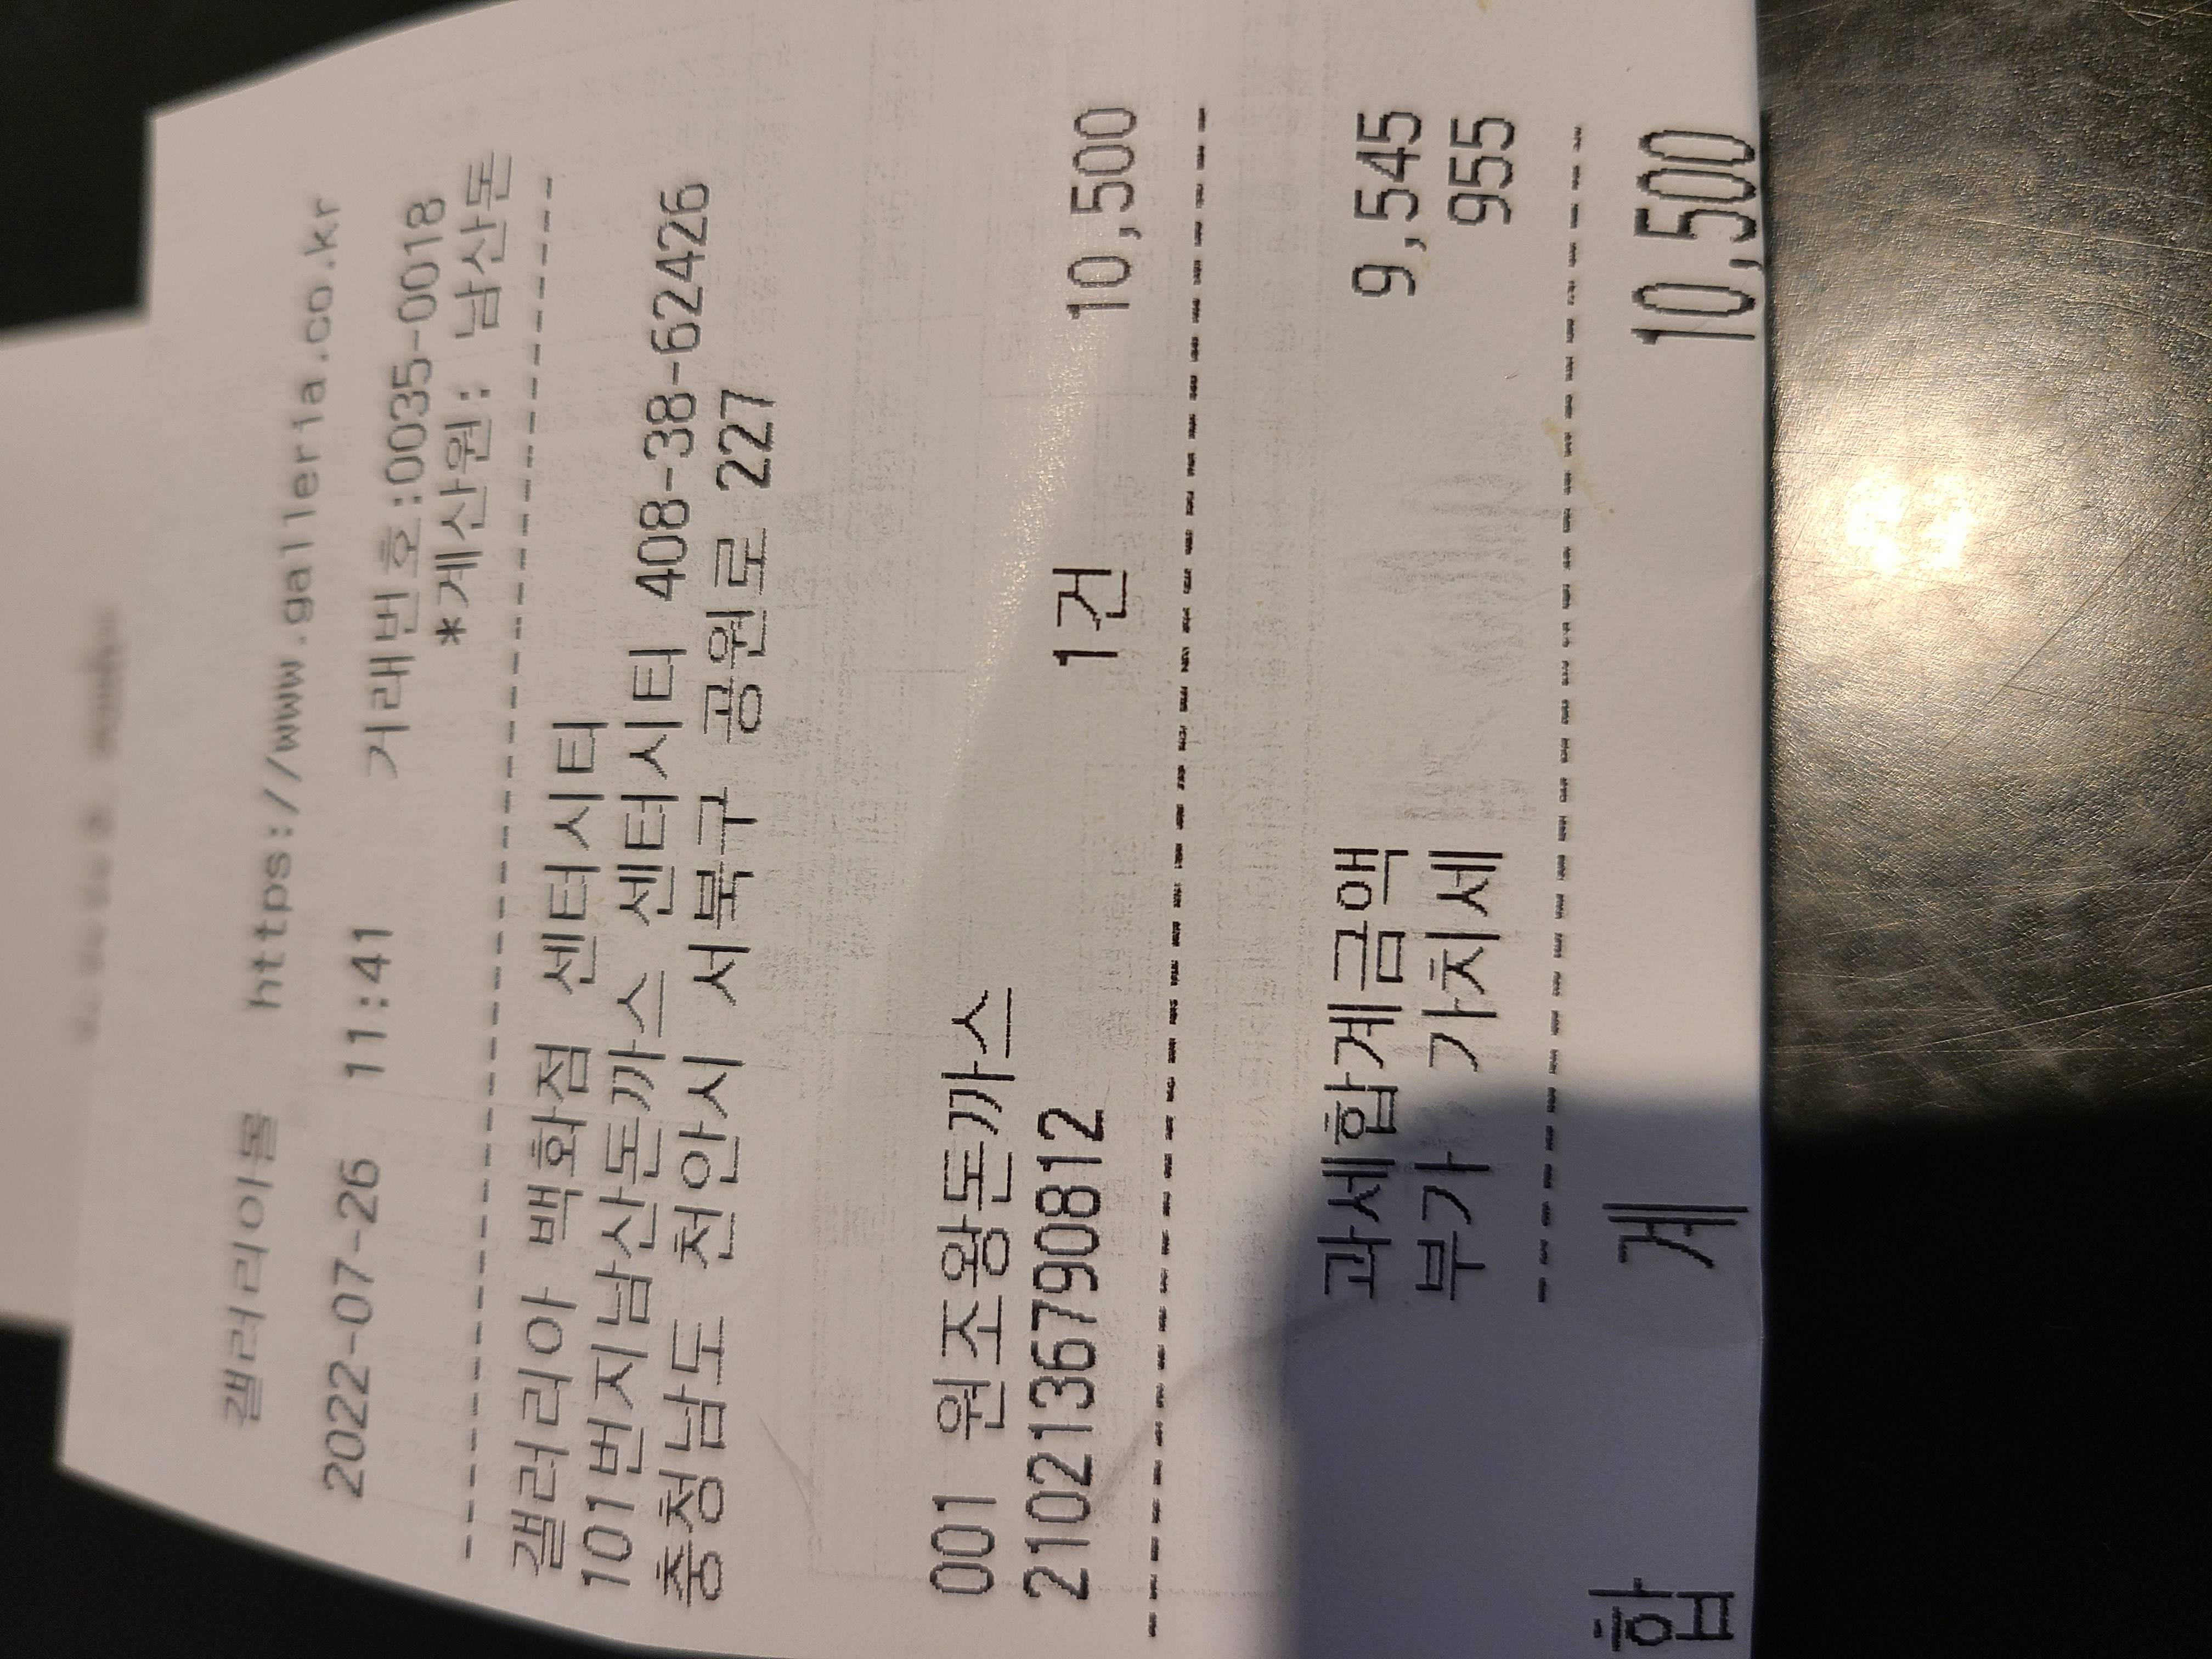 갤러리아몰 https://www.galleria.co.kr
2022-07-26 11:41 거래번호:0035-0018
*계산원: 남산돈
갤러리아 백화점 센터시티
101번지남산돈까스 센터시티 408-38-62426
충청남도 천안시 서북구 공원로 227
001 원조왕돈까스
2102136790812 1건 10,500
과세합계금액 9,545
부가 가치세 955
합 계 10,500